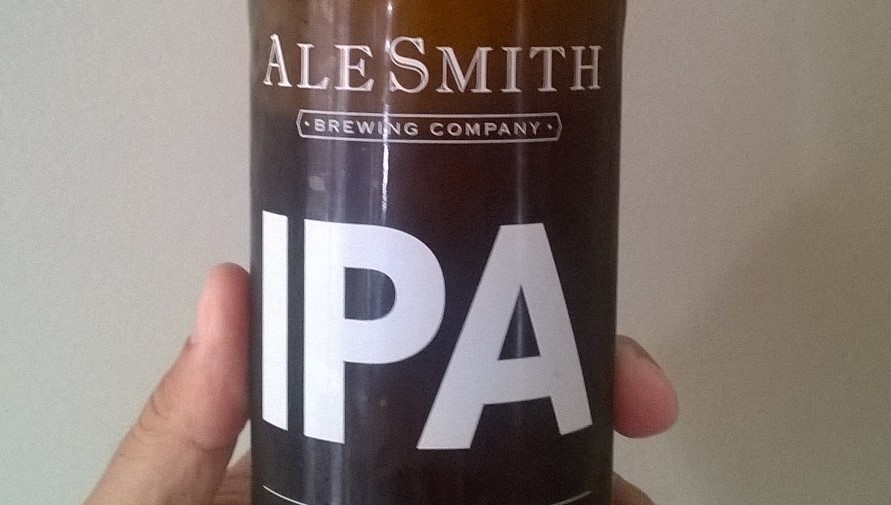 ALESMITH
·BREWING COMPANY·
IPA